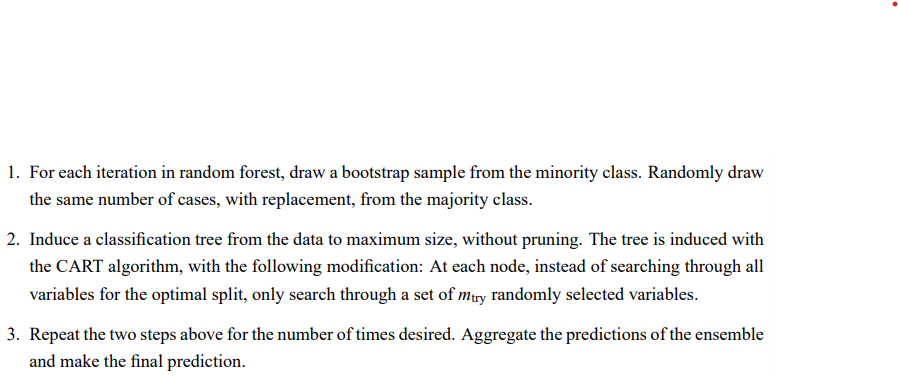 1. For each iteration in random forest, draw a bootstrap sample from the minority class. Randomly draw
the same number of cases, with replacement, from the majority class.
2. Induce a classification tree from the data to maximum size, without pruning. The tree is induced with
the CART algorithm, with the following modification: At each node, instead of searching through all
variables for the optimal split, only search through a set of mtry randomly selected variables.
3. Repeat the two steps above for the number of times desired. Aggregate the predictions of the ensemble
and make the final prediction.